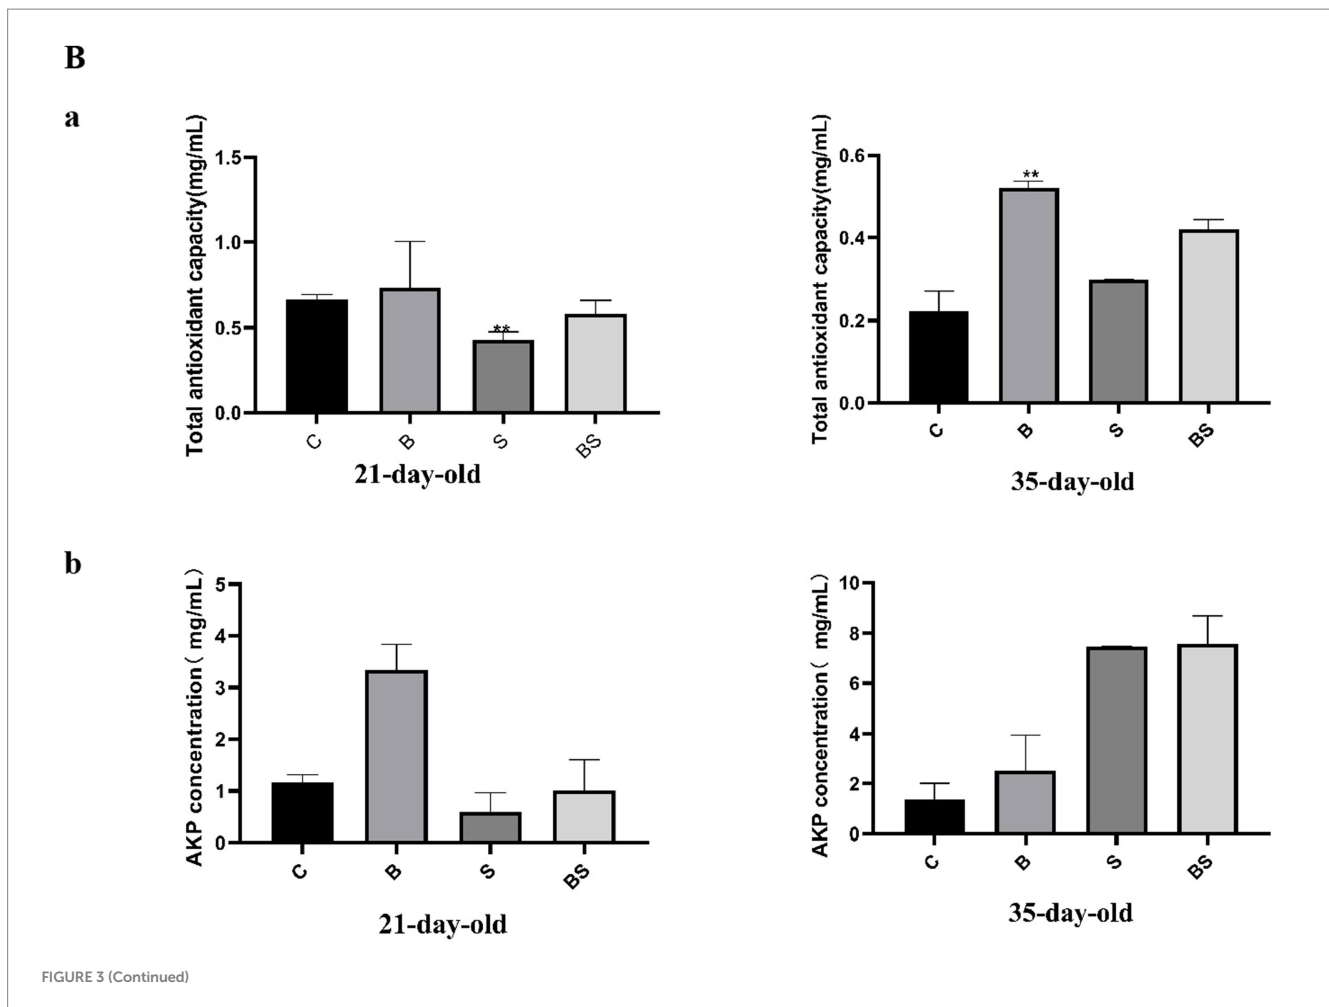 B
a
Total antioxidant capacity(mg/mL)
1.5
1.0
0.5
0.0
**
C
B
S
BS
21-day-old
Total antioxidant capacity(mg/mL)
0.6
0.4
0.2
0.0
**
C
B
S
BS
35-day-old
b
AKP concentration( mg/mL)
5
4
3
2
1
0
C
B
S
BS
21-day-old
AKP concentration( mg/mL)
10
8
6
4
2
0
C
B
S
BS
35-day-old
FIGURE 3 (Continued)